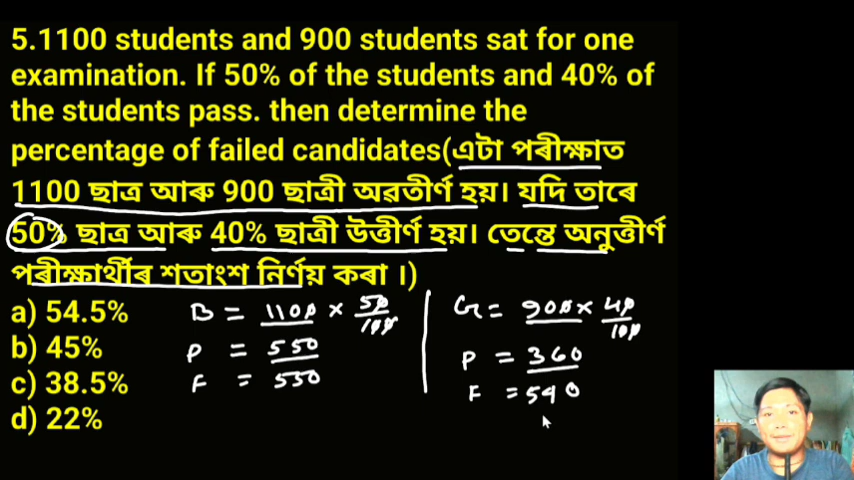 5.1100 students and 900 students sat for one
examination. If 50% of the students and 40% of
the students pass. then determine the
percentage of failed candidates(এটা পৰীক্ষাত
1100 ছাত্ৰ আৰু 900 ছাত্ৰী অৱতীৰ্ণ হয়। যদি তাৰে
50% ছাত্ৰ আৰু 40% ছাত্ৰী উত্তীৰ্ণ হয়। তেন্তে অনুত্তীৰ্ণ
পৰীক্ষাৰ্থীৰ শতাংশ নিৰ্ণয় কৰা ।)
a) 54.5%
b) 45%
c) 38.5%
d) 22%
B = 1100 × 50/100
P = 550
F = 550
G = 900 × 40/100
P = 360
F = 540